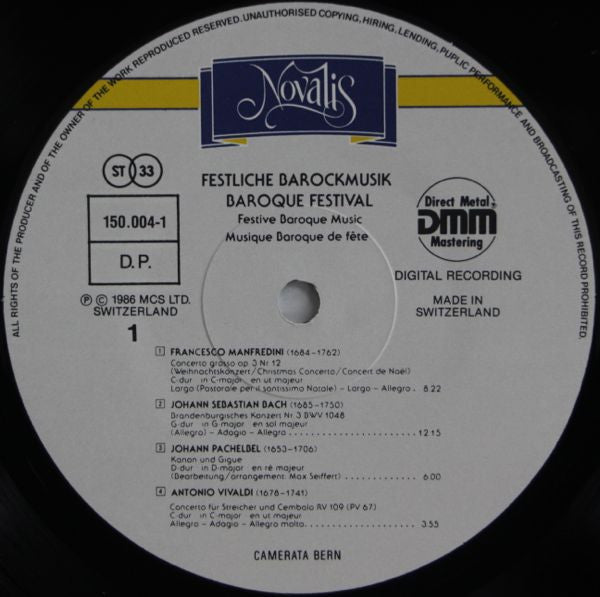 ALL RIGHTS OF THE PRODUCER AND OF THE OWNER OF THE WORK REPRODUCED RESERVED. UNAUTHORISED COPYING, HIRING, LENDING, PUPLIC PERFORMANCE AND BROADCASTING OF THIS RECORD PROHIBITED.
Novalis
ST 33
FESTLICHE BAROCKMUSIK
BAROQUE FESTIVAL
Festive Baroque Music
Musique Baroque de fête
150.004-1
D.P.
Direct Metal
DMM
Mastering
DIGITAL RECORDING
Ⓟ © 1986 MCS LTD.
SWITZERLAND
MADE IN
SWITZERLAND
1
1 FRANCESCO MANFREDINI (1684-1762)
Concerto grosso op. 3 Nr. 12
(Weihnachtskonzert/Christmas Concerto/Concert de Noël)
C-dur · in C-major · en ut majeur
Largo (Pastorale per il santissimo Natale) – Largo – Allegro . 8.22
2 JOHANN SEBASTIAN BACH (1685-1750)
Brandenburgisches Konzert Nr. 3 BWV 1048
G-dur · in G-major · en sol majeur
(Allegro) – Adagio – Allegro .................... 12.15
3 JOHANN PACHELBEL (1653-1706)
Kanon und Gigue
D-dur · in D-major · en ré majeur
(Bearbeitung/arrangement: Max Seiffert) ............. 6.00
4 ANTONIO VIVALDI (1678-1741)
Concerto für Streicher und Cembalo RV 109 (PV 67)
C-dur · in C-major · en ut majeur
Allegro – Adagio – Allegro molto .................... 3.55
CAMERATA BERN